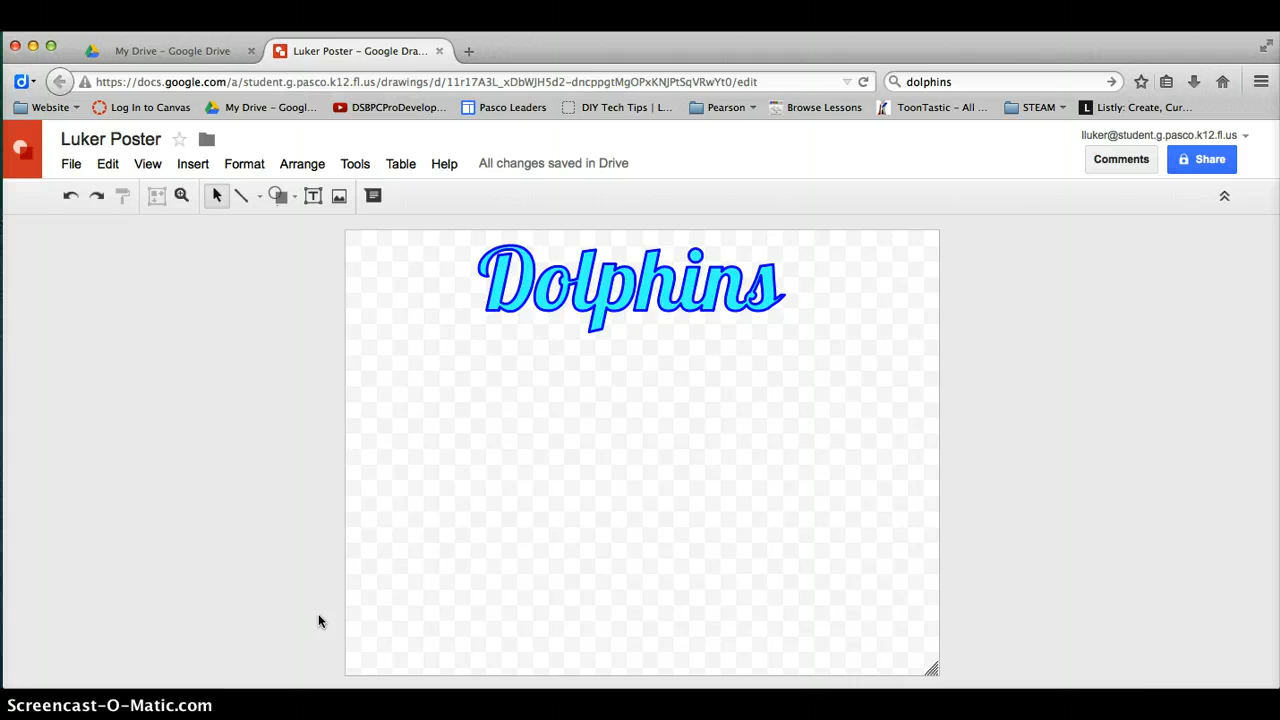 My Drive – Google Drive × Luker Poster – Google Dra... × +
https://docs.google.com/a/student.g.pasco.k12.fl.us/drawings/d/11r17A3L_xDbWJH5d2-dncppgtMgOPxKNJPtSqVRwYt0/edit dolphins
Website Log In to Canvas My Drive – Googl... DSBPCProDevelop... Pasco Leaders DIY Tech Tips | L... Pearson Browse Lessons ToonTastic – All ... STEAM Listly: Create, Cur...
Luker Poster lluker@student.g.pasco.k12.fl.us
File Edit View Insert Format Arrange Tools Table Help All changes saved in Drive Comments Share
Dolphins
Screencast-O-Matic.com